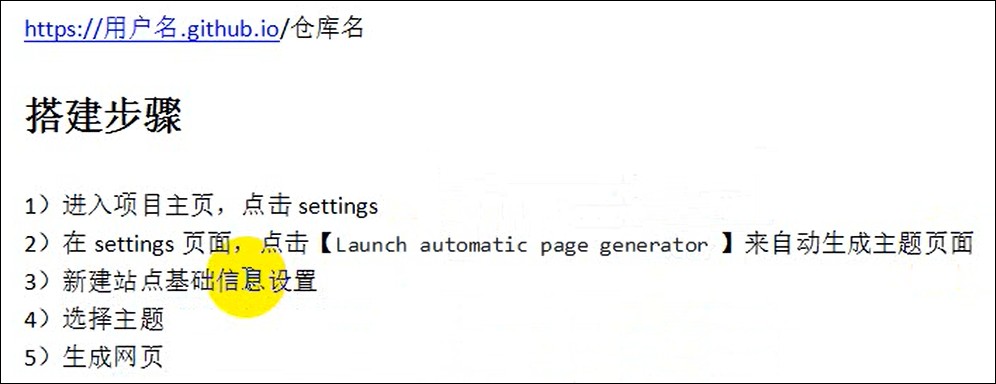 https://用户名.github.io/仓库名
搭建步骤
1）进入项目主页，点击 settings
2）在 settings 页面，点击【Launch automatic page generator 】来自动生成主题页面
3）新建站点基础信息设置
4）选择主题
5）生成网页